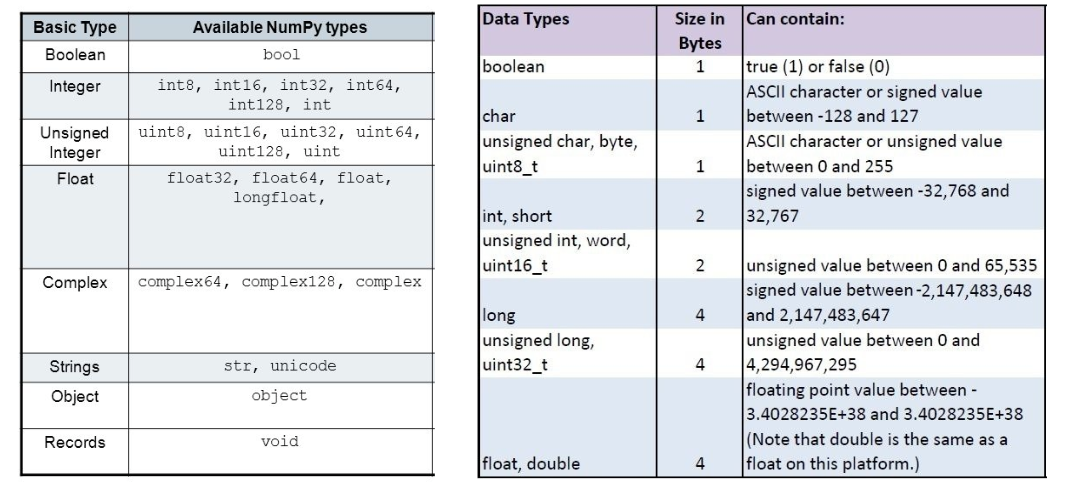 Basic Type Available NumPy types
Boolean bool
Integer int8, int16, int32, int64,
int128, int
Unsigned uint8, uint16, uint32, uint64,
Integer uint128, uint
Float float32, float64, float,
longfloat,
Complex complex64, complex128, complex
Strings str, unicode
Object object
Records void
Data Types Size in Can contain:
Bytes
boolean 1 true (1) or false (0)
ASCII character or signed value
char 1 between -128 and 127
unsigned char, byte, ASCII character or unsigned value
uint8_t 1 between 0 and 255
signed value between -32,768 and
int, short 2 32,767
unsigned int, word,
uint16_t 2 unsigned value between 0 and 65,535
signed value between -2,147,483,648
long 4 and 2,147,483,647
unsigned long, unsigned value between 0 and
uint32_t 4 4,294,967,295
floating point value between -
3.4028235E+38 and 3.4028235E+38
(Note that double is the same as a
float, double 4 float on this platform.)